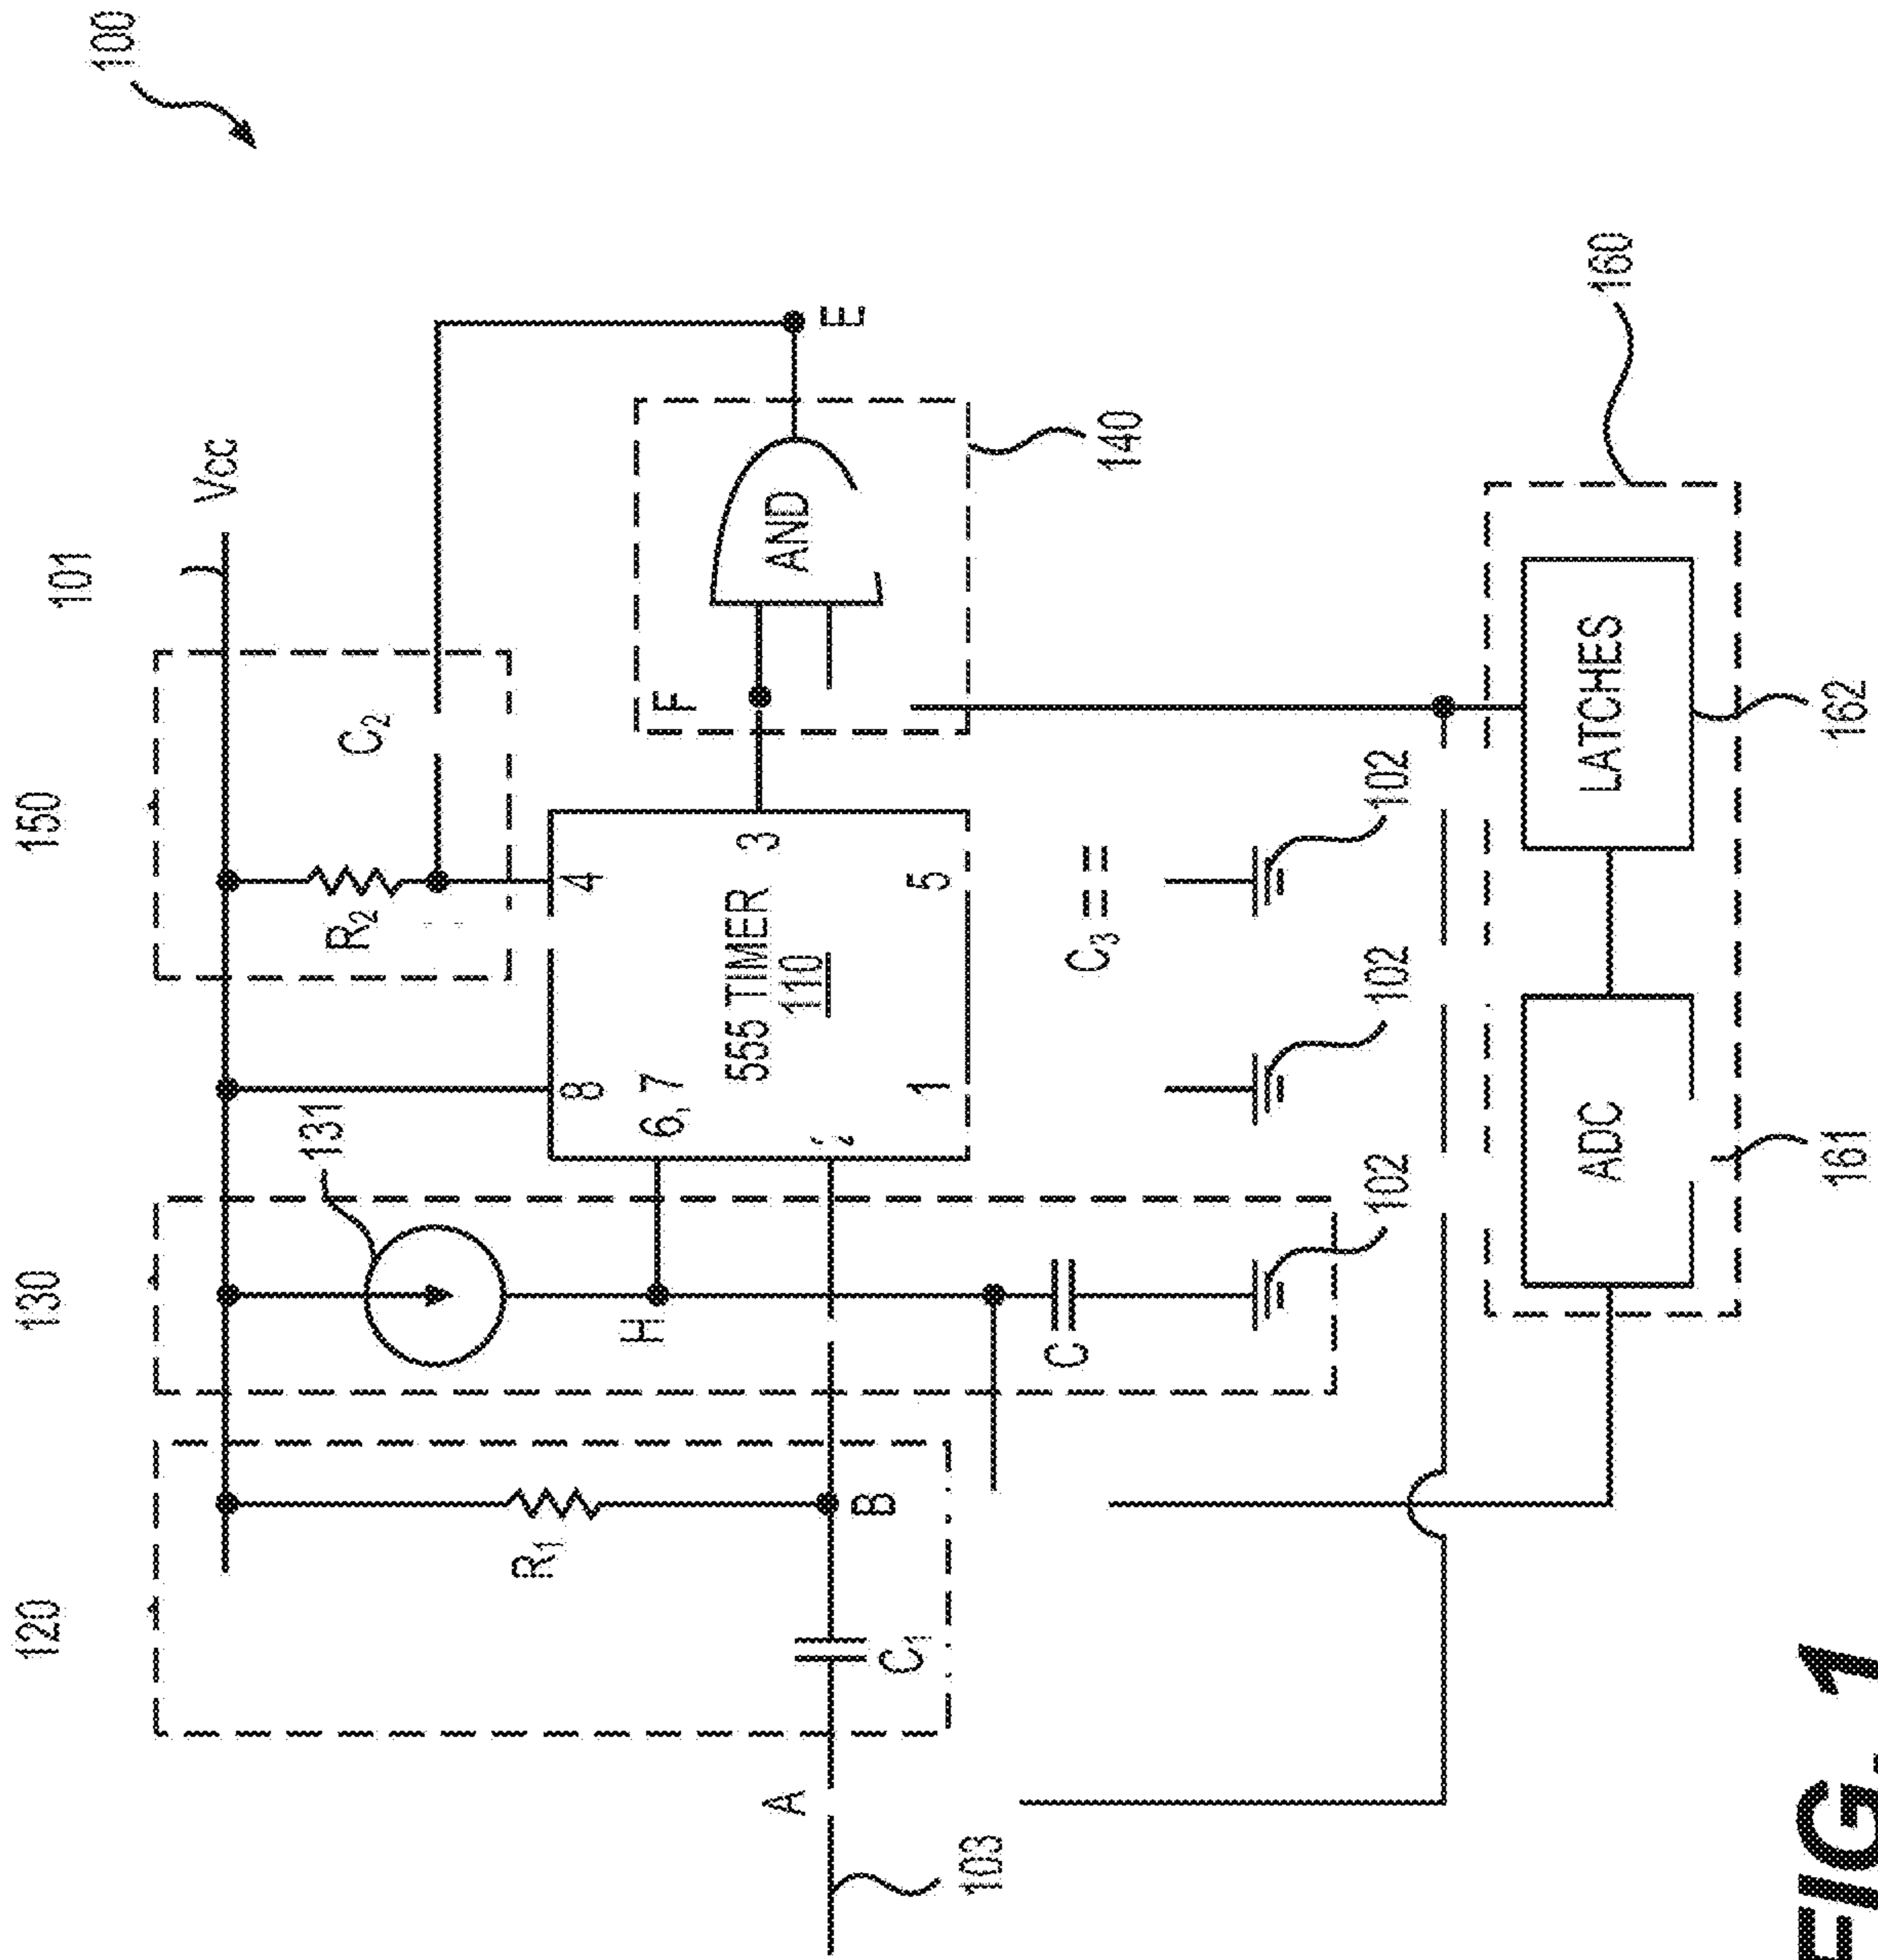 100
120
130
150
101
Vcc
131
R1
R2
C2
A
103
C1
B
H
8
4
6, 7
555 TIMER
110
3
1
5
F
AND
E
140
C
C3
102
102
102
160
ADC
LATCHES
161
162
FIG. 1